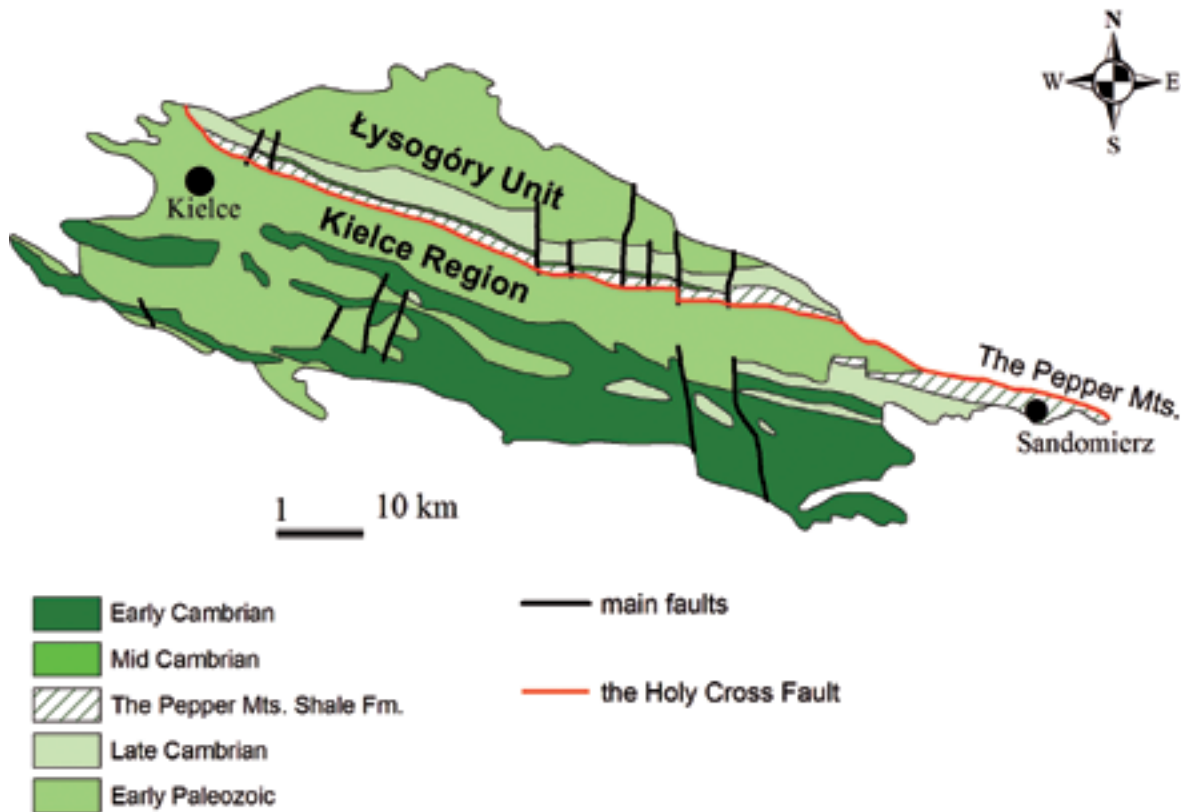 N
W E
S
Łysogóry Unit
Kielce
Kielce Region
The Pepper Mts.
Sandomierz
1 10 km
Early Cambrian
Mid Cambrian
The Pepper Mts. Shale Fm.
Late Cambrian
Early Paleozoic
main faults
the Holy Cross Fault